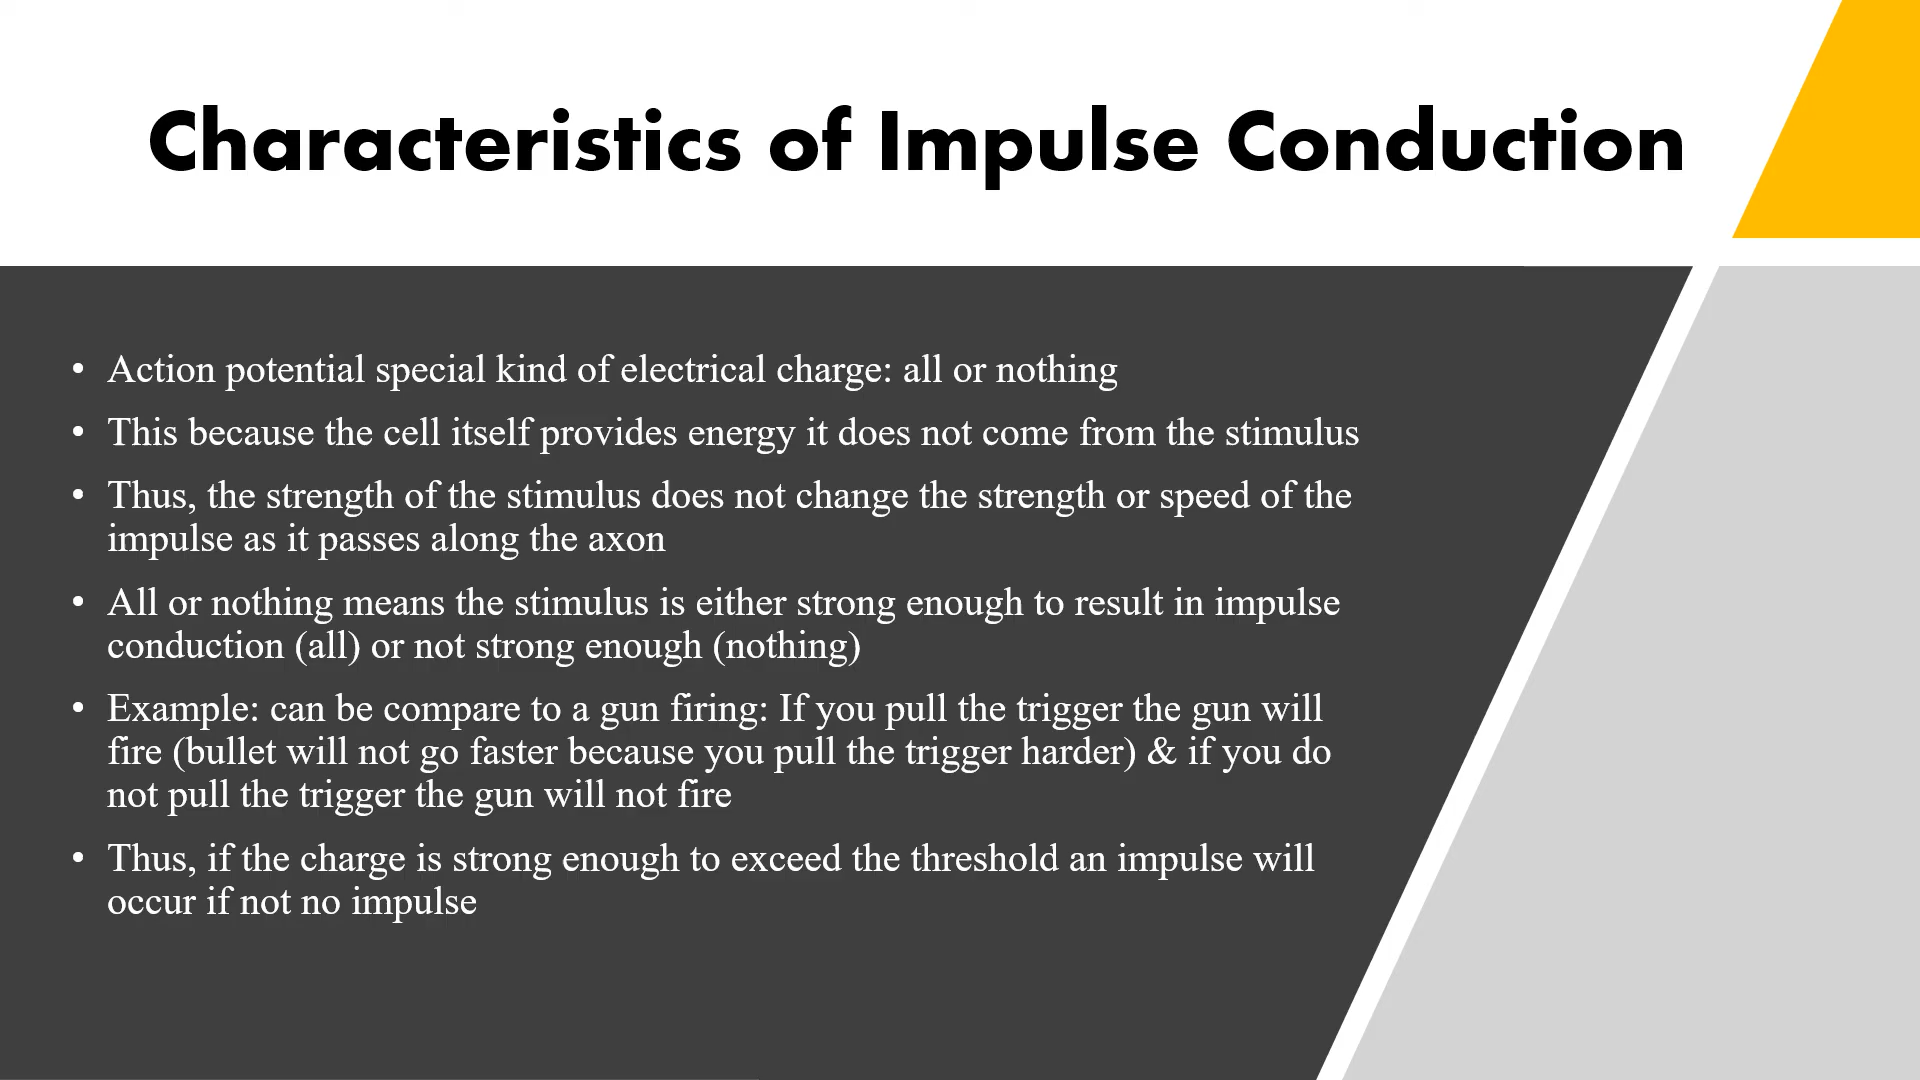 Characteristics of Impulse Conduction
• Action potential special kind of electrical charge: all or nothing
• This because the cell itself provides energy it does not come from the stimulus
• Thus, the strength of the stimulus does not change the strength or speed of the
impulse as it passes along the axon
• All or nothing means the stimulus is either strong enough to result in impulse
conduction (all) or not strong enough (nothing)
• Example: can be compare to a gun firing: If you pull the trigger the gun will
fire (bullet will not go faster because you pull the trigger harder) & if you do
not pull the trigger the gun will not fire
• Thus, if the charge is strong enough to exceed the threshold an impulse will
occur if not no impulse